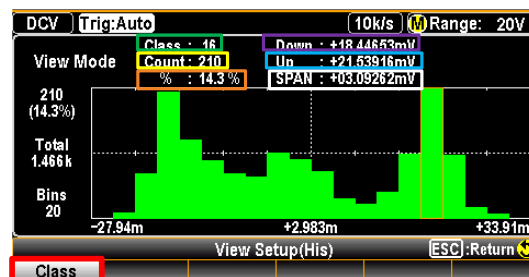 DCV Trig:Auto 10k/s M Range: 20V
Class : 16 Down : +18.44653mV
View Mode Count : 210 Up : +21.53916mV
% : 14.3 % SPAN : +03.09262mV
210
(14.3%)
Total
1.466k
Bins
20
-27.94m +2.983m +33.91m
View Setup(His) ESC :Return
Class